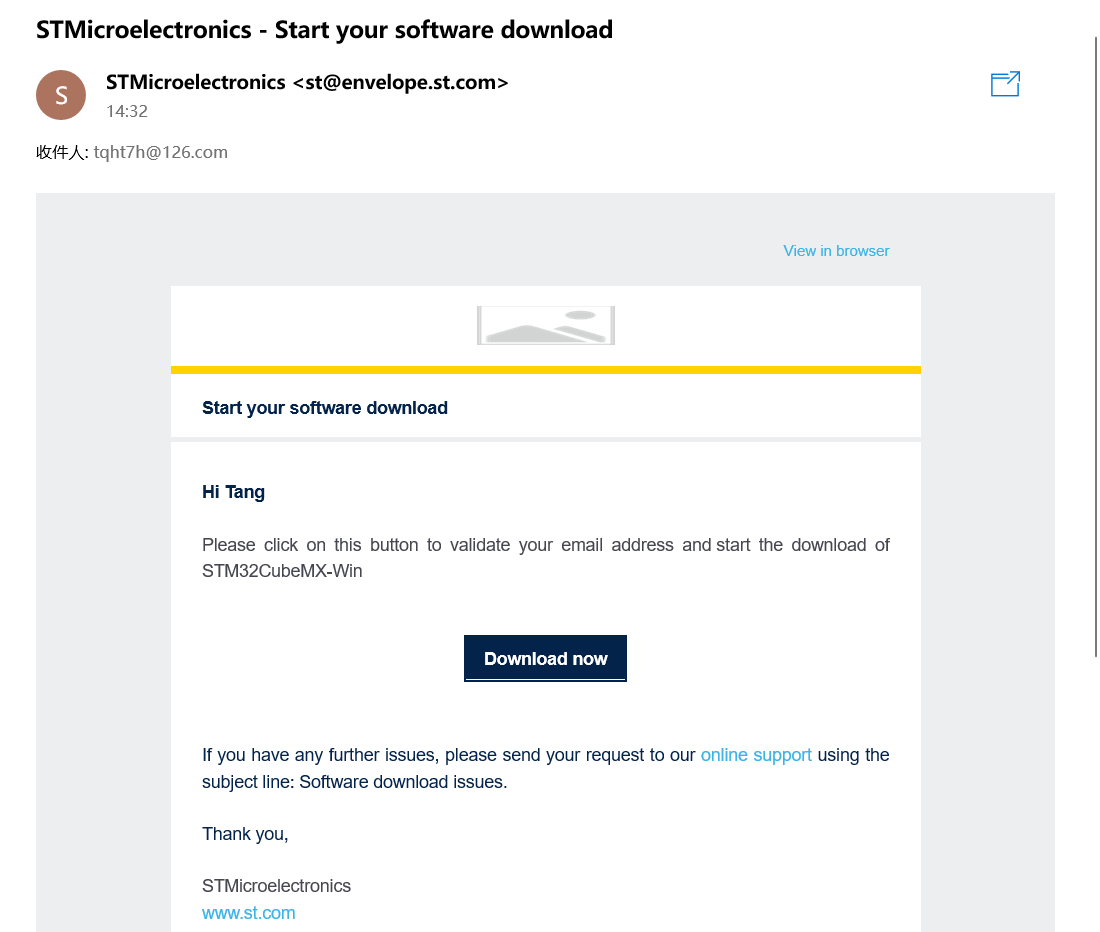 STMicroelectronics - Start your software download
S
STMicroelectronics <st@envelope.st.com>
14:32
收件人: tqht7h@126.com
View in browser
Start your software download
Hi Tang
Please click on this button to validate your email address and start the download of
STM32CubeMX-Win
Download now
If you have any further issues, please send your request to our online support using the
subject line: Software download issues.
Thank you,
STMicroelectronics
www.st.com